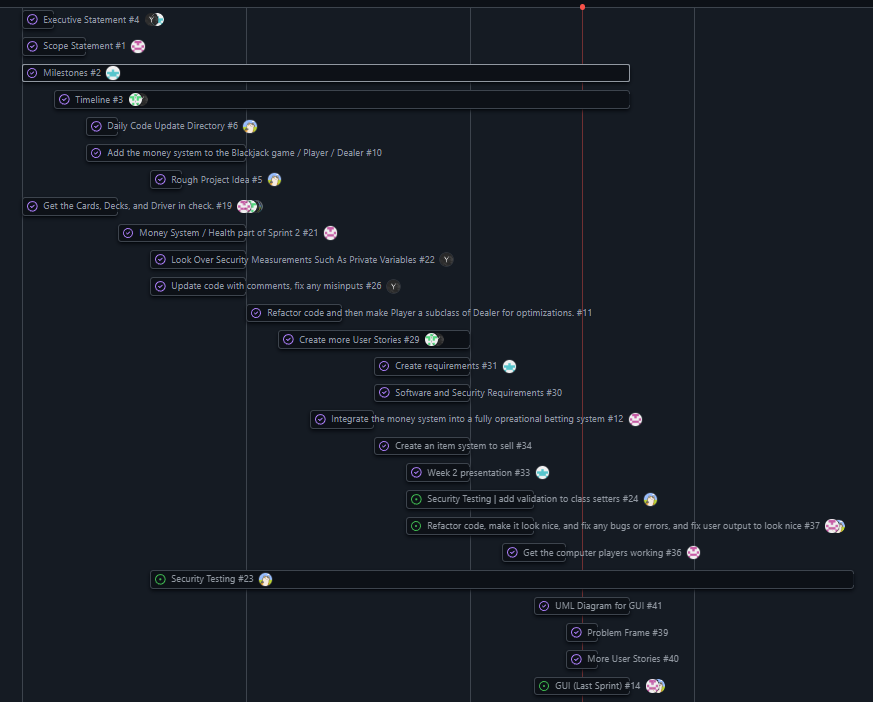 Executive Statement #4 Y
Scope Statement #1
Milestones #2
Timeline #3
Daily Code Update Directory #6
Add the money system to the Blackjack game / Player / Dealer #10
Rough Project Idea #5
Get the Cards, Decks, and Driver in check. #19
Money System / Health part of Sprint 2 #21
Look Over Security Measurements Such As Private Variables #22 Y
Update code with comments, fix any misinputs #26 Y
Refactor code and then make Player a subclass of Dealer for optimizations. #11
Create more User Stories #29
Create requirements #31
Software and Security Requirements #30
Integrate the money system into a fully opreational betting system #12
Create an item system to sell #34
Week 2 presentation #33
Security Testing | add validation to class setters #24
Refactor code, make it look nice, and fix any bugs or errors, and fix user output to look nice #37
Get the computer players working #36
Security Testing #23
UML Diagram for GUI #41
Problem Frame #39
More User Stories #40
GUI (Last Sprint) #14